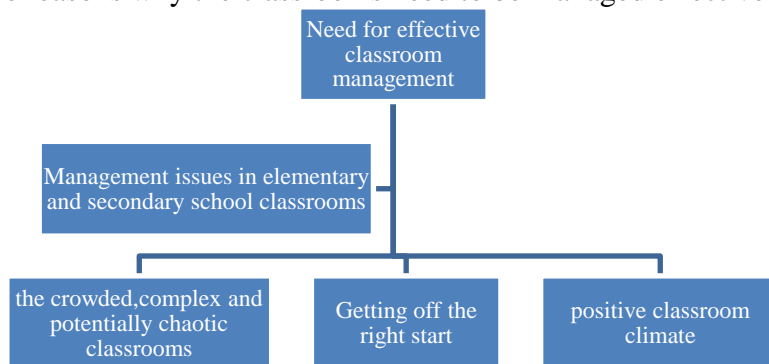 Need for effective
classroom
management
Management issues in elementary
and secondary school classrooms
the crowded,complex and
potentially chaotic
classrooms
Getting off the
right start
positive classroom
climate